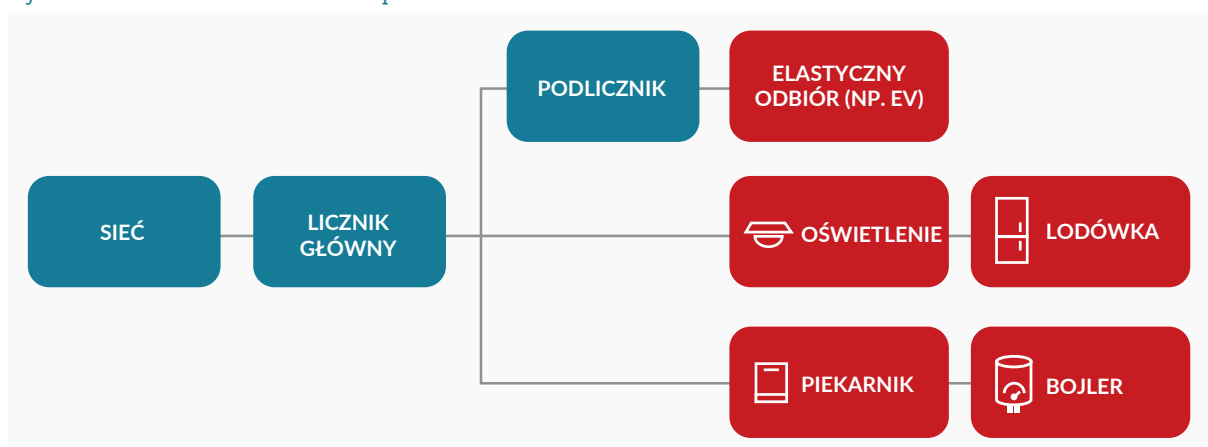 PODLICZNIK
ELASTYCZNY
ODBIÓR (NP. EV)
SIEĆ
LICZNIK
GŁÓWNY
OŚWIETLENIE
LODÓWKA
PIEKARNIK
BOJLER